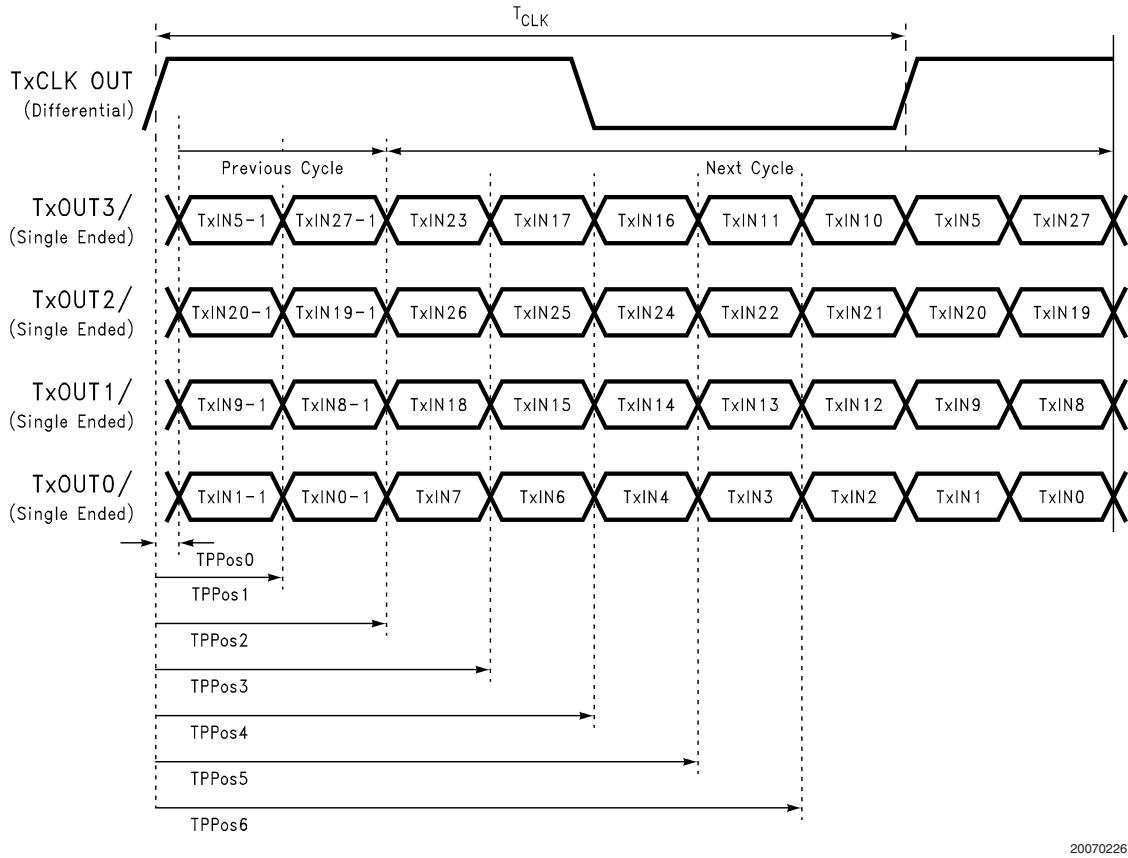 TCLK
TxCLK OUT
(Differential)
Previous Cycle
Next Cycle
TxOUT3/
(Single Ended)
TxIN5-1 TxIN27-1 TxIN23 TxIN17 TxIN16 TxIN11 TxIN10 TxIN5 TxIN27
TxOUT2/
(Single Ended)
TxIN20-1 TxIN19-1 TxIN26 TxIN25 TxIN24 TxIN22 TxIN21 TxIN20 TxIN19
TxOUT1/
(Single Ended)
TxIN9-1 TxIN8-1 TxIN18 TxIN15 TxIN14 TxIN13 TxIN12 TxIN9 TxIN8
TxOUT0/
(Single Ended)
TxIN1-1 TxIN0-1 TxIN7 TxIN6 TxIN4 TxIN3 TxIN2 TxIN1 TxIN0
TPPos0
TPPos1
TPPos2
TPPos3
TPPos4
TPPos5
TPPos6
20070226